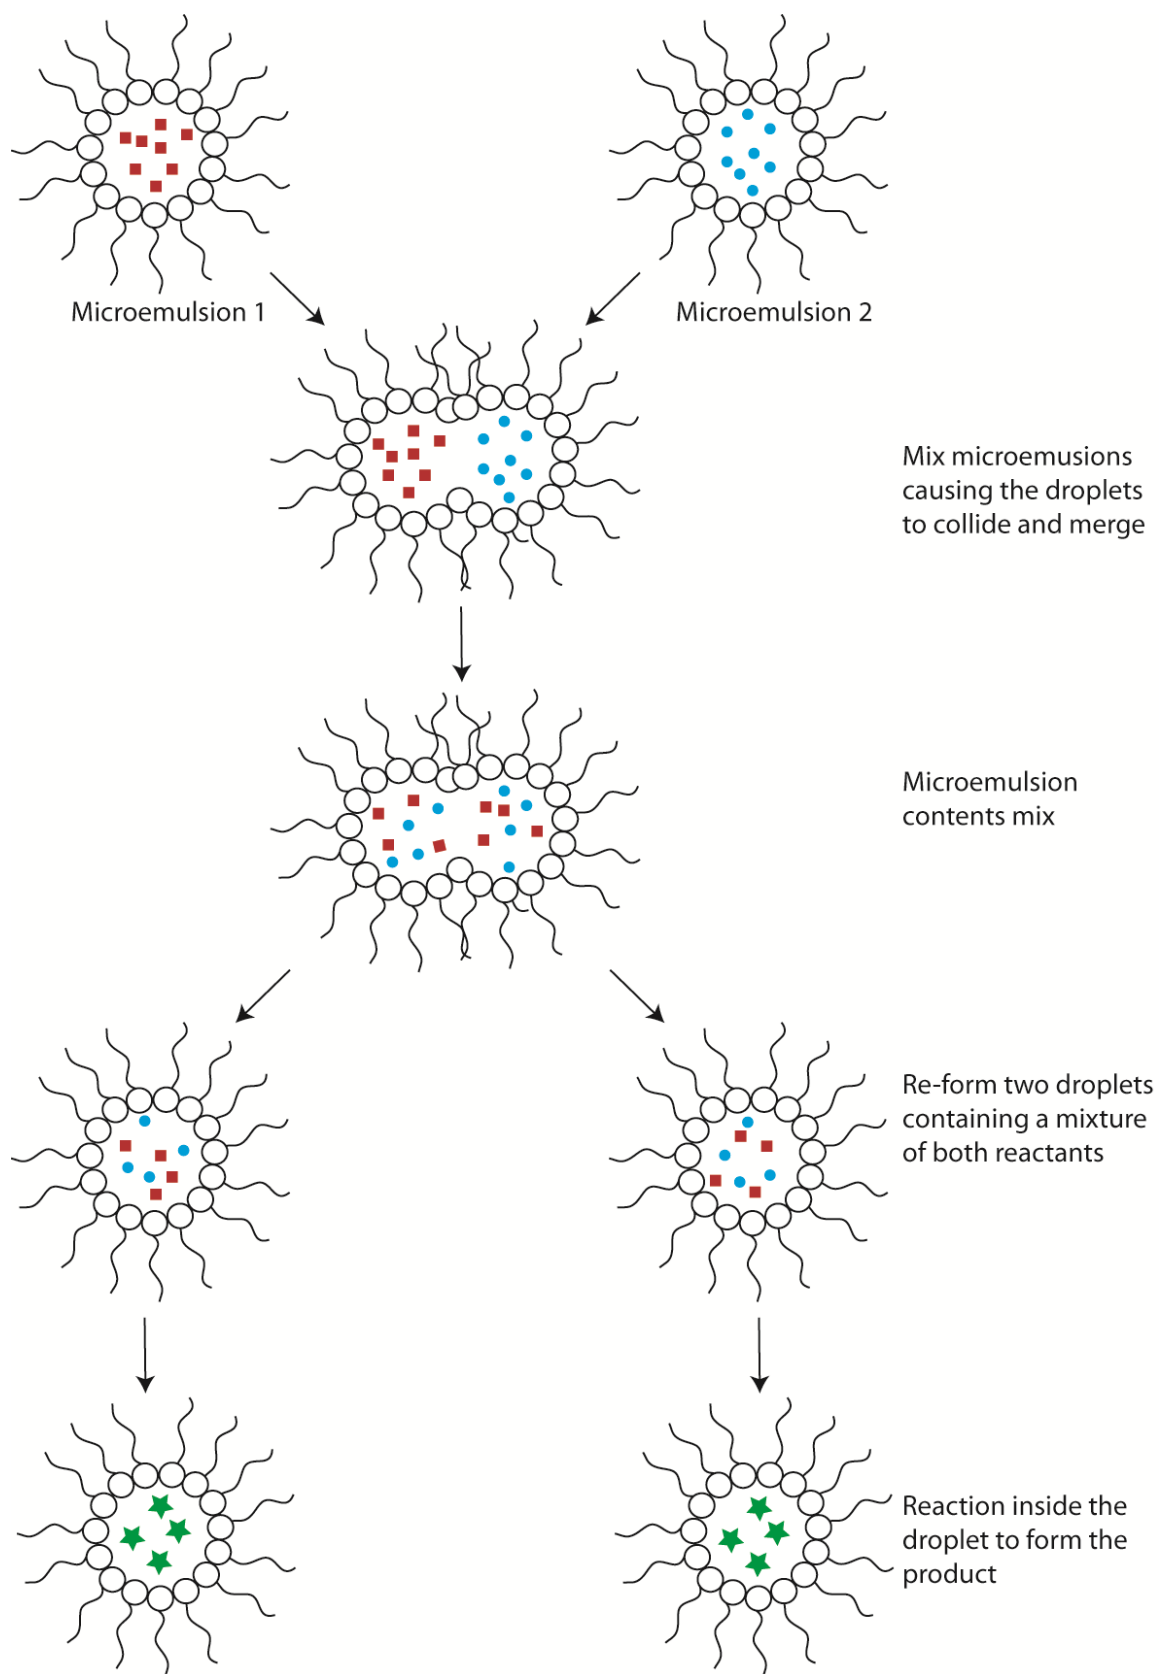 Microemulsion 1
Microemulsion 2
Mix microemusions
causing the droplets
to collide and merge
Microemulsion
contents mix
Re-form two droplets
containing a mixture
of both reactants
Reaction inside the
droplet to form the
product